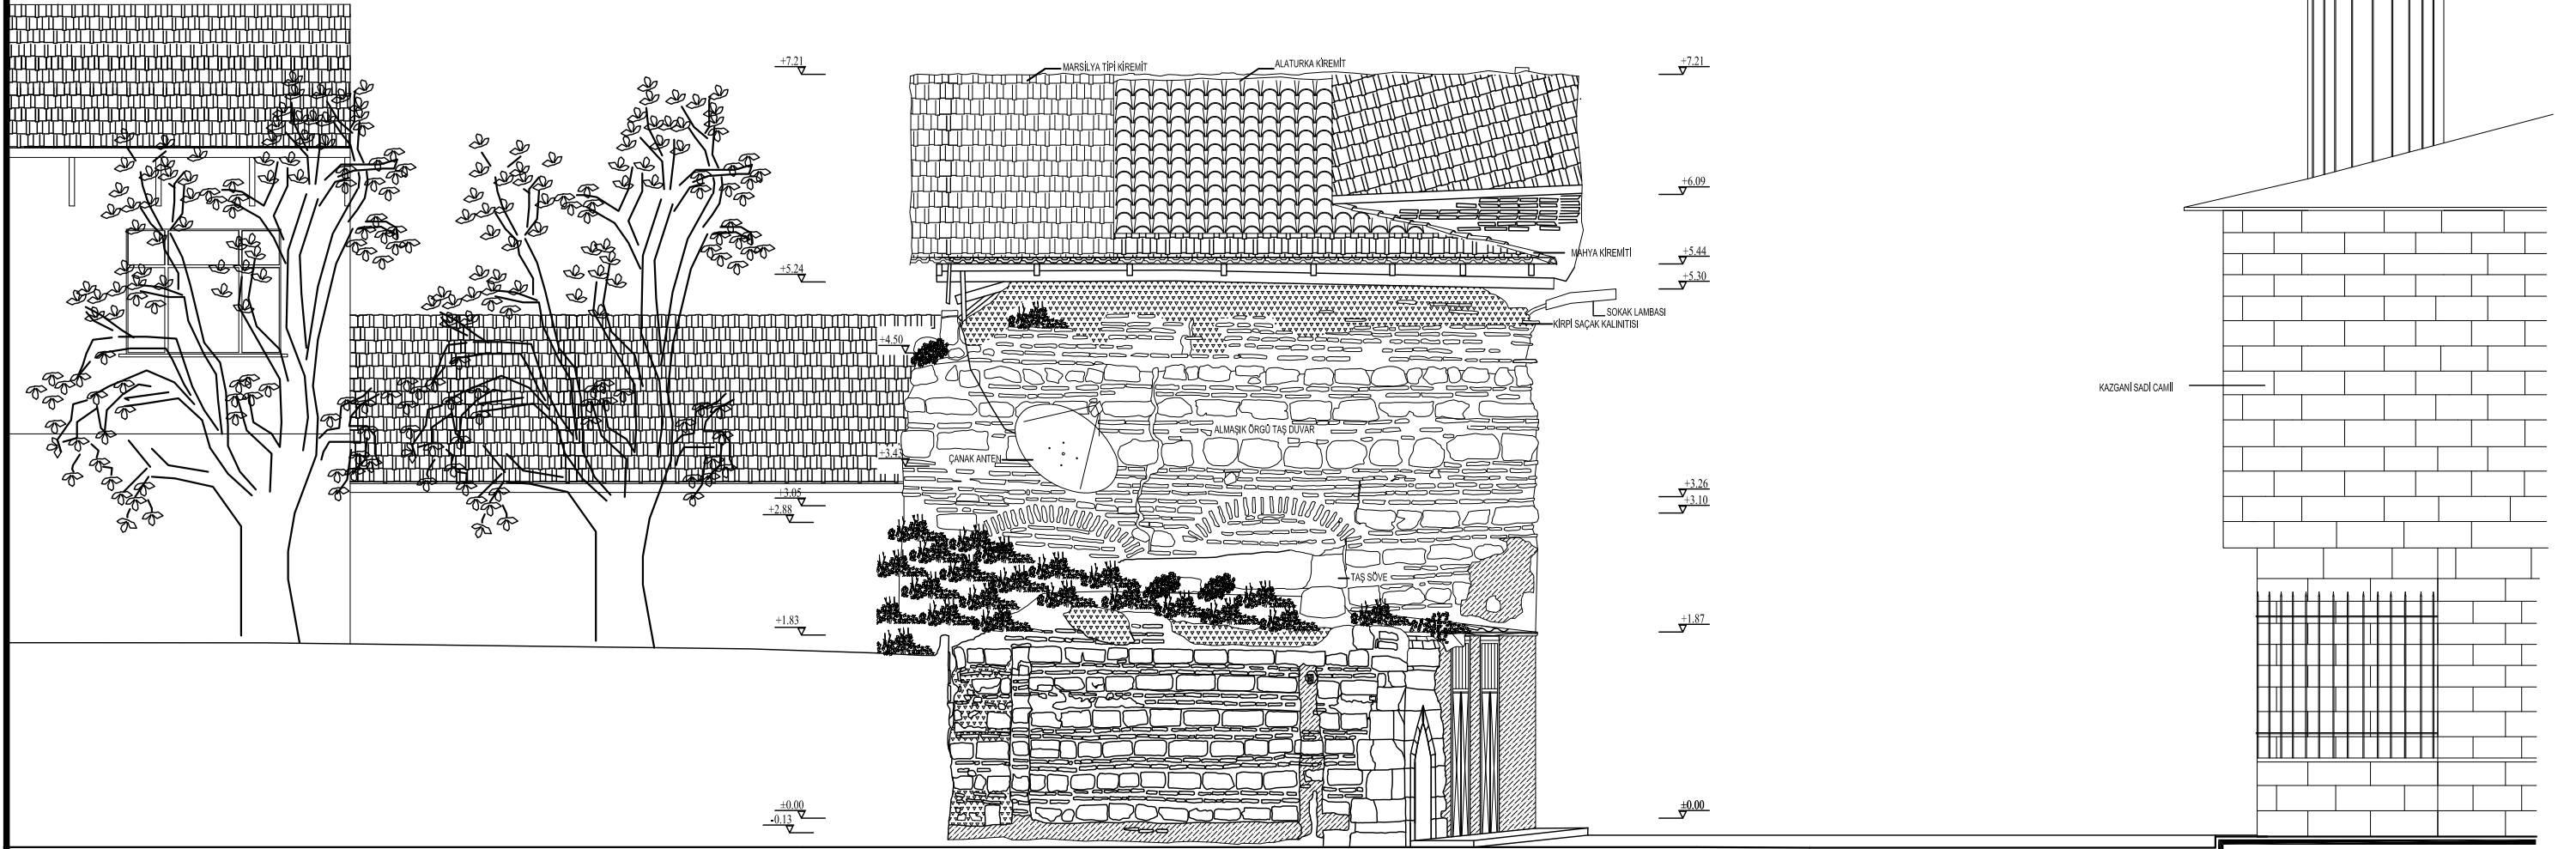 +7.21
MARSİLYA TİPİ KİREMİT
ALATURKA KİREMİT
+7.21
+6.09
MAHYA KİREMİTİ
+5.44
+5.24
+5.30
SOKAK LAMBASI
KİRPİ SAÇAK KALINITISI
+4.50
KAZGANİ SADİ CAMİİ
ALMAŞIK ÖRGÜ TAŞ DUVAR
+3.43
ÇANAK ANTEN
+3.05
+3.26
+2.88
+3.10
TAŞ SÖVE
+1.83
+1.87
±0.00
±0.00
-0.13